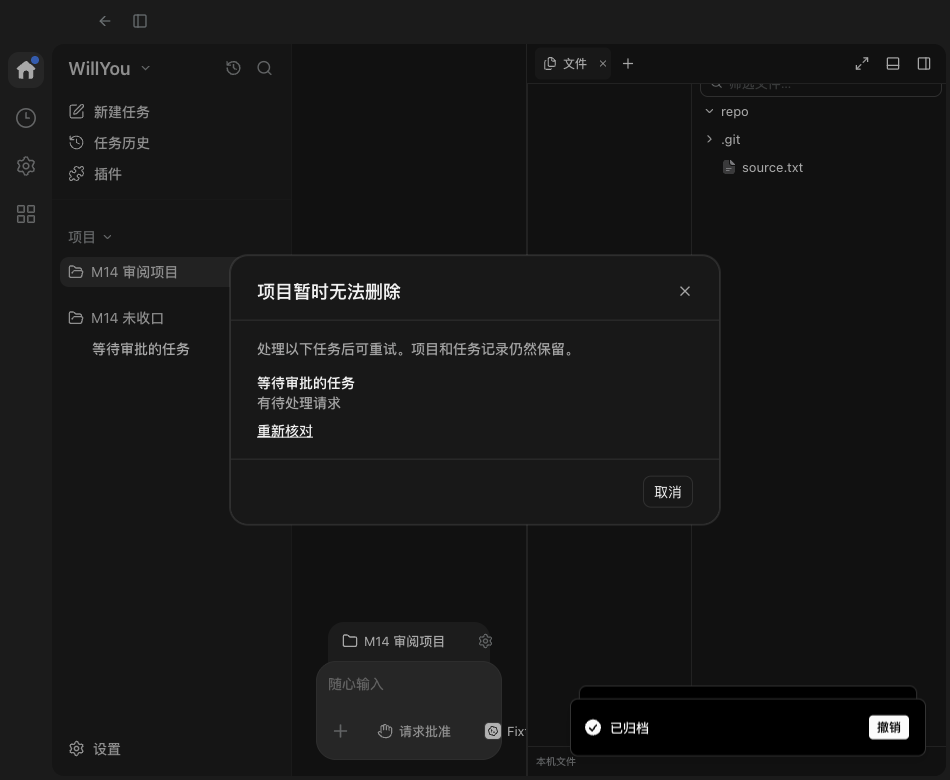 WillYou
新建任务
任务历史
插件
项目
M14 审阅项目
M14 未收口
等待审批的任务
设置
文件
筛选文件...
repo
.git
source.txt
项目暂时无法删除
处理以下任务后可重试。项目和任务记录仍然保留。
等待审批的任务
有待处理请求
重新核对
取消
M14 审阅项目
随心输入
请求批准
Fix
已归档
撤销
本机文件